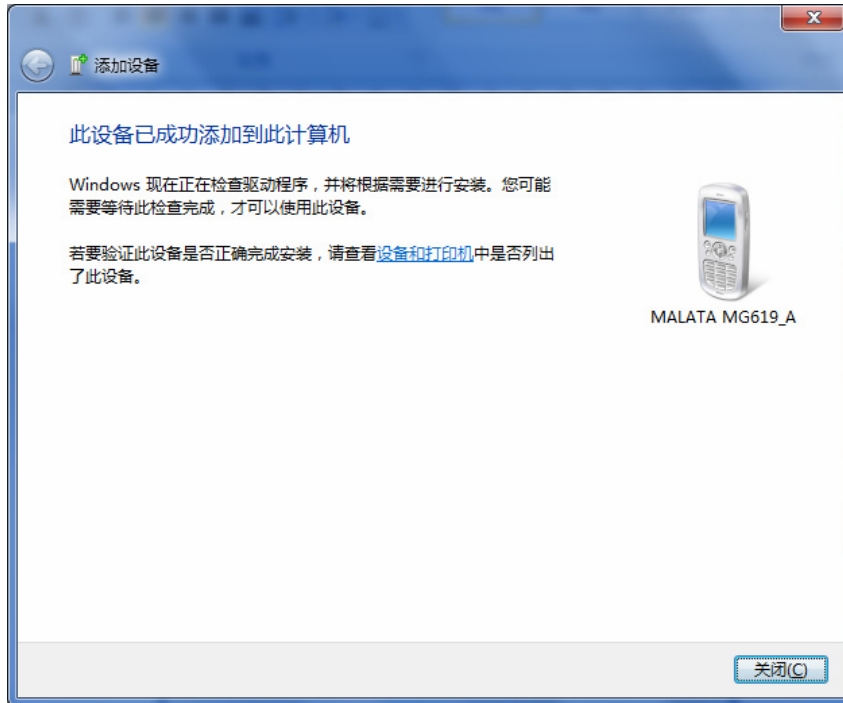 添加设备
此设备已成功添加到此计算机
Windows 现在正在检查驱动程序，并将根据需要进行安装。您可能
需要等待此检查完成，才可以使用此设备。
若要验证此设备是否正确完成安装，请查看设备和打印机中是否列出
了此设备。
MALATA MG619_A
关闭(C)